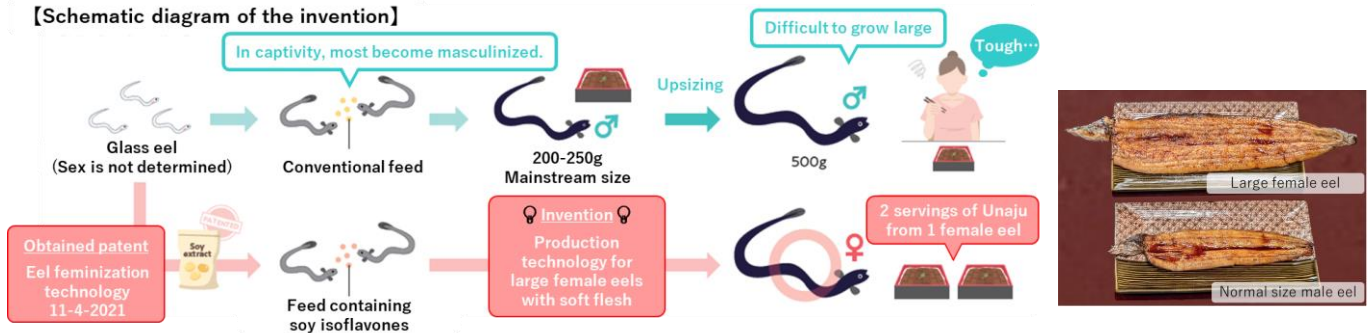 【Schematic diagram of the invention】
In captivity, most become masculinized.
Difficult to grow large
Tough…
Upsizing
Glass eel
(Sex is not determined)
Conventional feed
200-250g
Mainstream size
500g
Large female eel
Obtained patent
Eel feminization
technology
11-4-2021
PATENTED
Soy
extract
Feed containing
soy isoflavones
Invention
Production
technology for
large female eels
with soft flesh
2 servings of Unaju
from 1 female eel
Normal size male eel